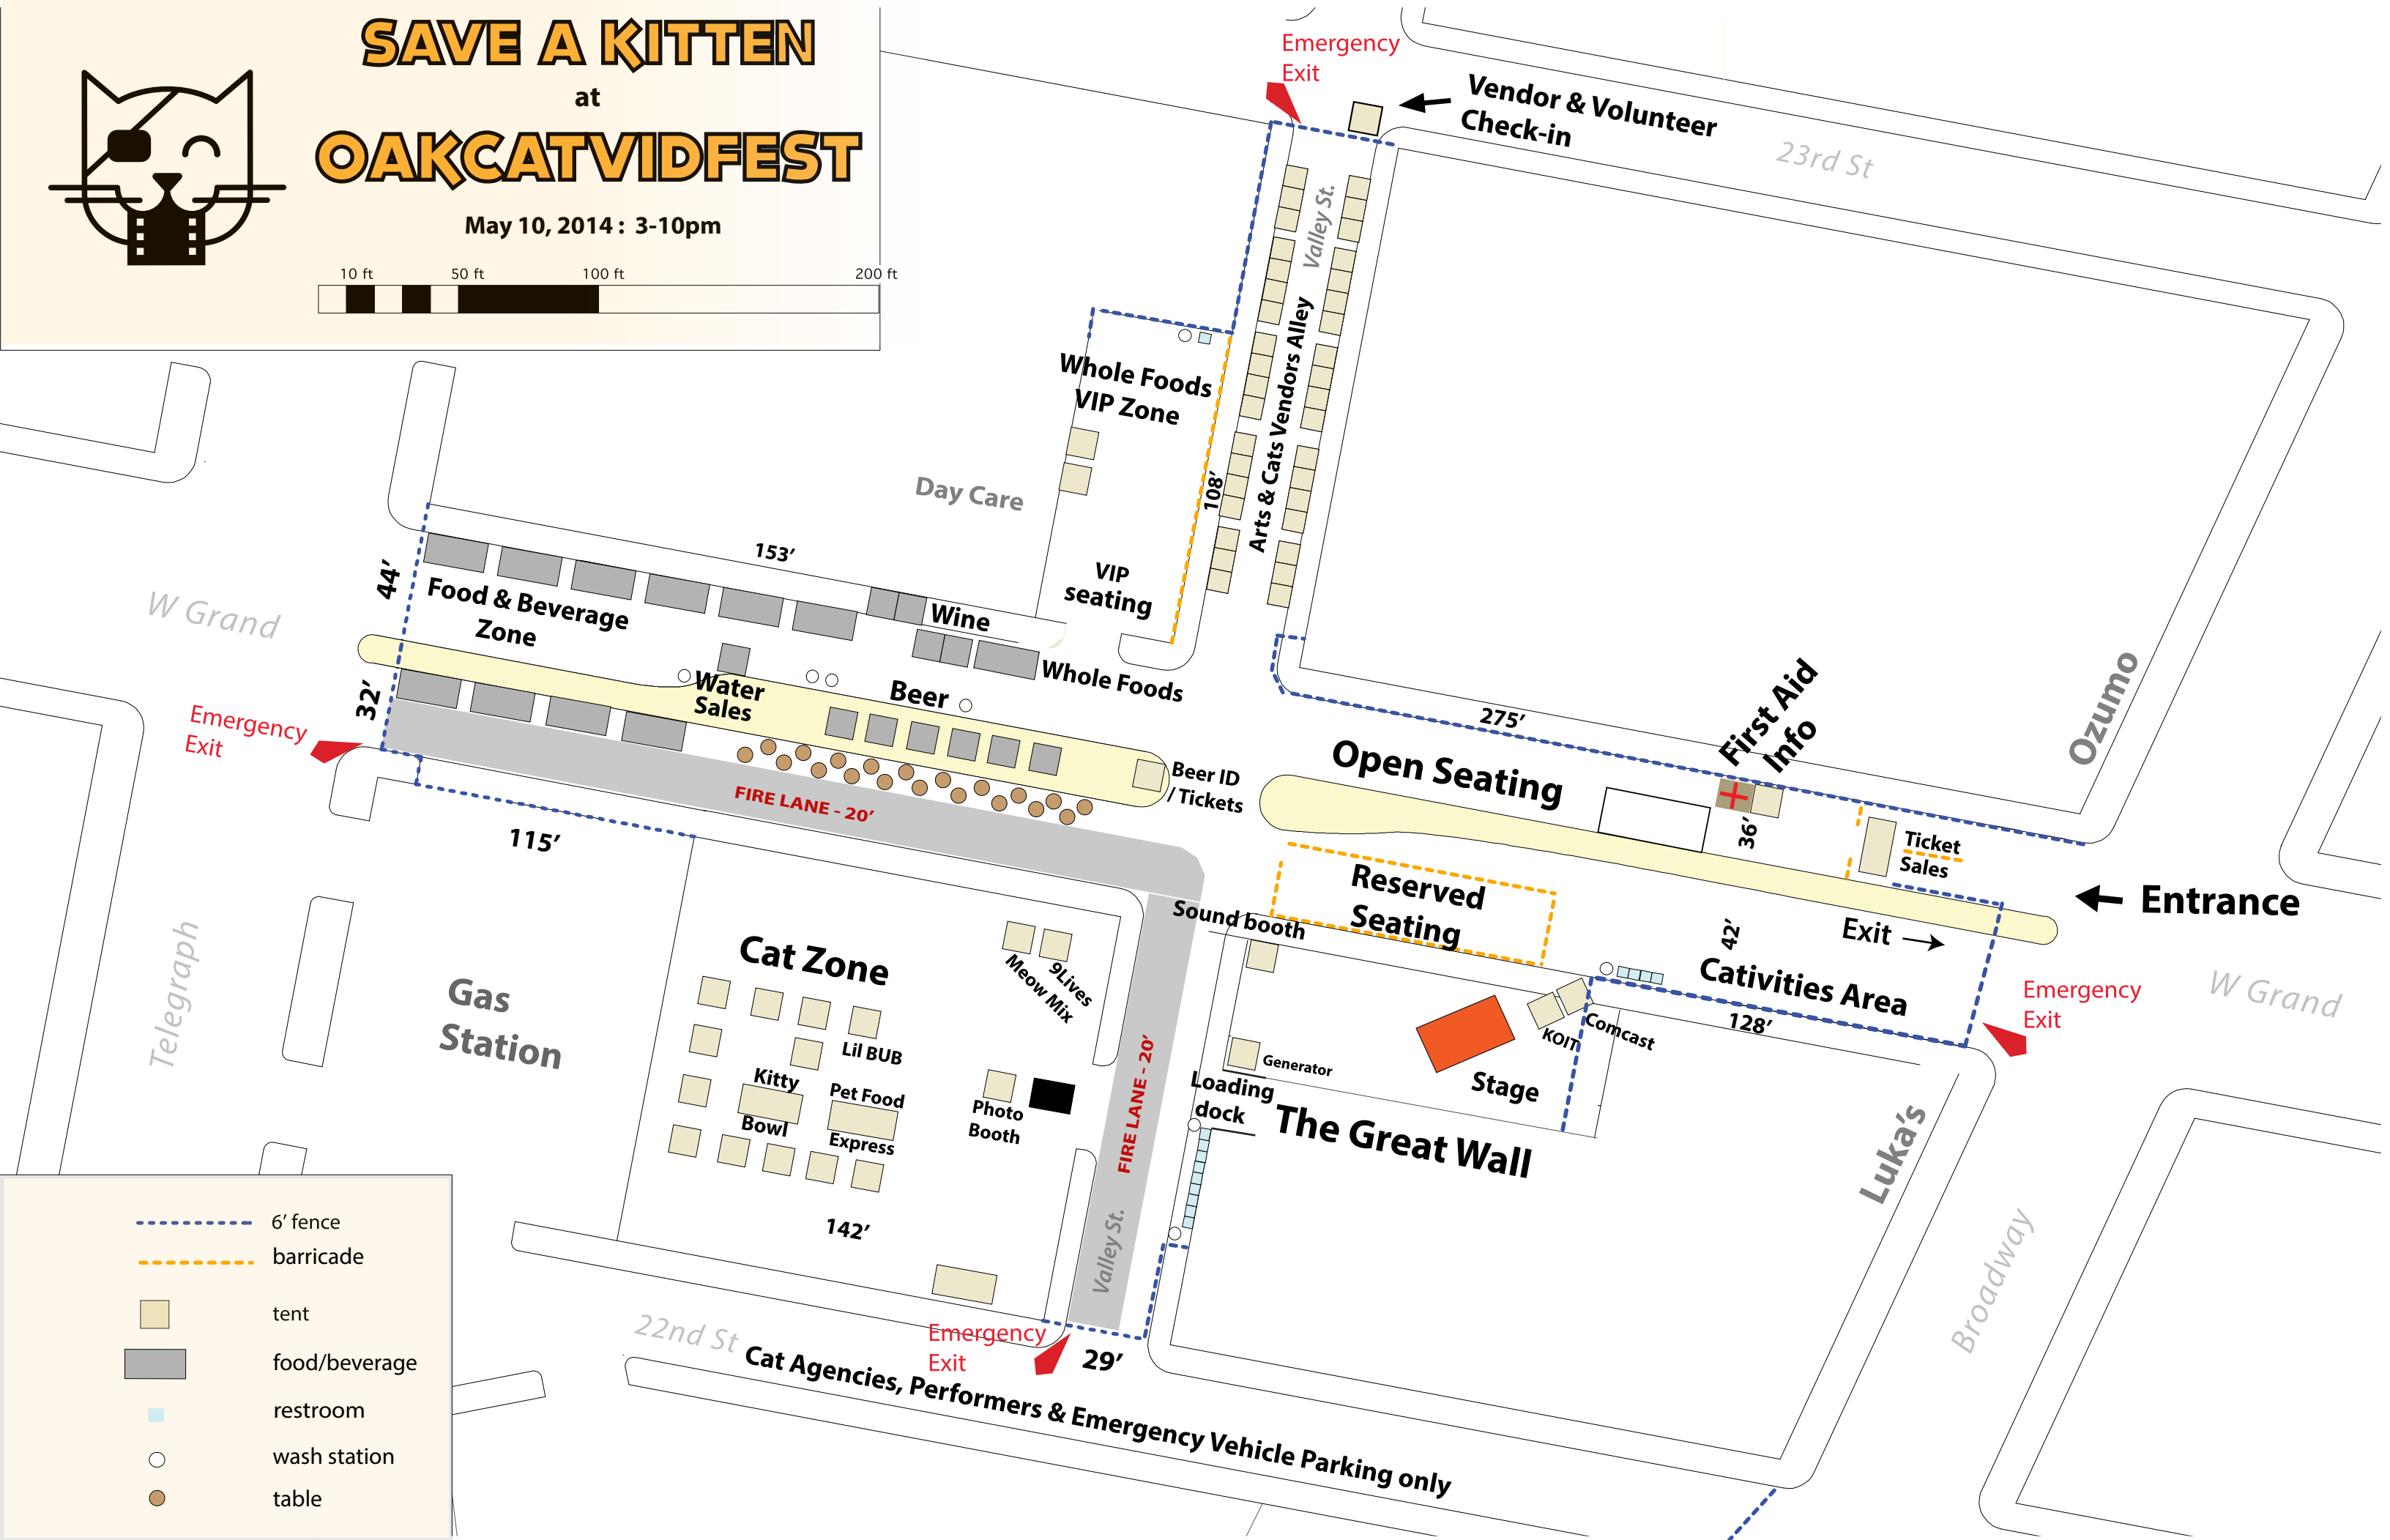 SAVE A KITTEN
at
OAKCATVIDFEST
May 10, 2014 : 3-10pm
10 ft
50 ft
100 ft
200 ft
Emergency
Exit
Vendor & Volunteer
Check-in
23rd St
Valley St.
Arts & Cats Vendors Alley
108’
Whole Foods
VIP Zone
Day Care
VIP
seating
153’
44’
W Grand
Food & Beverage
Zone
Wine
Whole Foods
Water
Sales
Beer
32’
Emergency
Exit
Beer ID
/ Tickets
FIRE LANE - 20’
115’
275’
Open Seating
First Aid
Info
36’
Ozumo
Ticket
Sales
Entrance
Exit
W Grand
Emergency
Exit
Reserved
Seating
Sound booth
42’
Cativities Area
128’
Comcast
KOIT
Stage
Generator
Loading
dock
The Great Wall
Luka’s
Broadway
Telegraph
Gas
Station
Cat Zone
9Lives
Meow Mix
Lil BUB
Kitty
Bowl
Pet Food
Express
Photo
Booth
FIRE LANE - 20’
Valley St.
142’
22nd St
Emergency
Exit
29’
Cat Agencies, Performers & Emergency Vehicle Parking only
6’ fence
barricade
tent
food/beverage
restroom
wash station
table